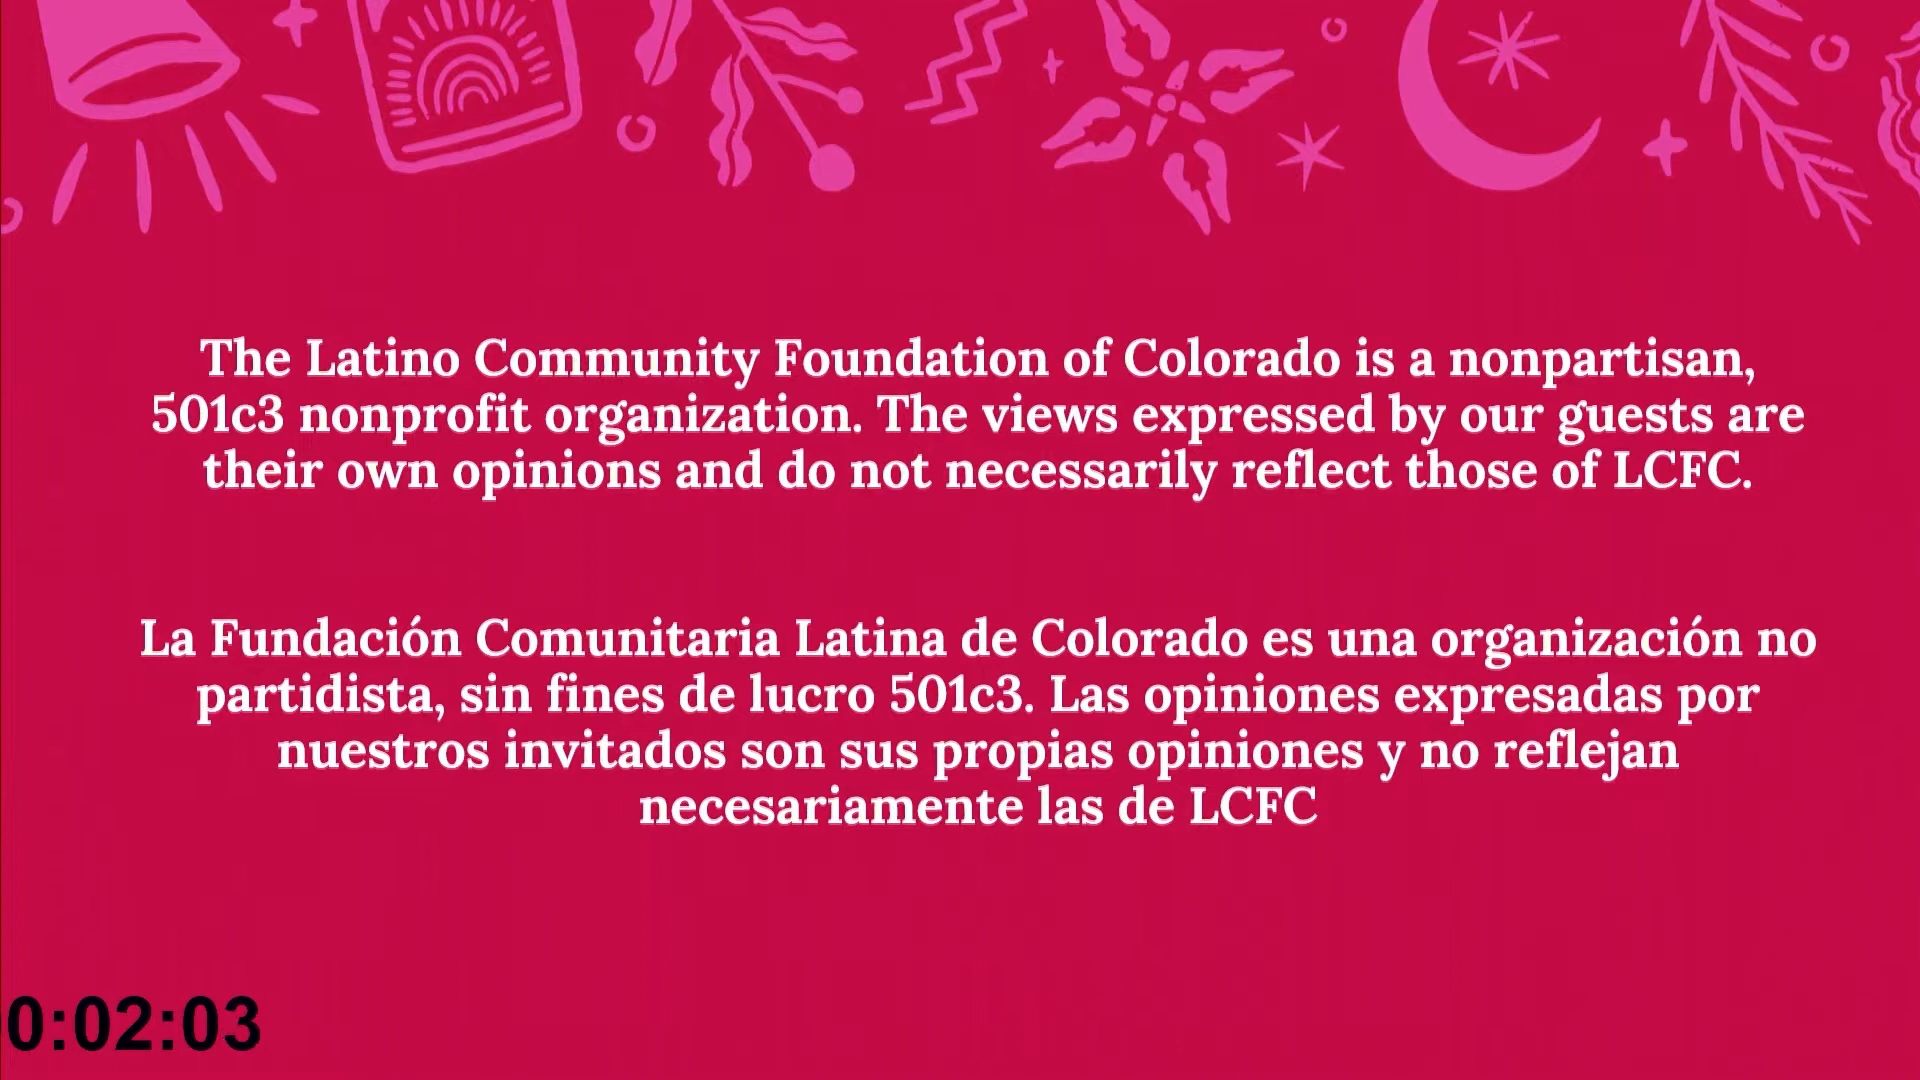 The Latino Community Foundation of Colorado is a nonpartisan,
501c3 nonprofit organization. The views expressed by our guests are
their own opinions and do not necessarily reflect those of LCFC.
La Fundación Comunitaria Latina de Colorado es una organización no
partidista, sin fines de lucro 501c3. Las opiniones expresadas por
nuestros invitados son sus propias opiniones y no reflejan
necesariamente las de LCFC
0:02:03